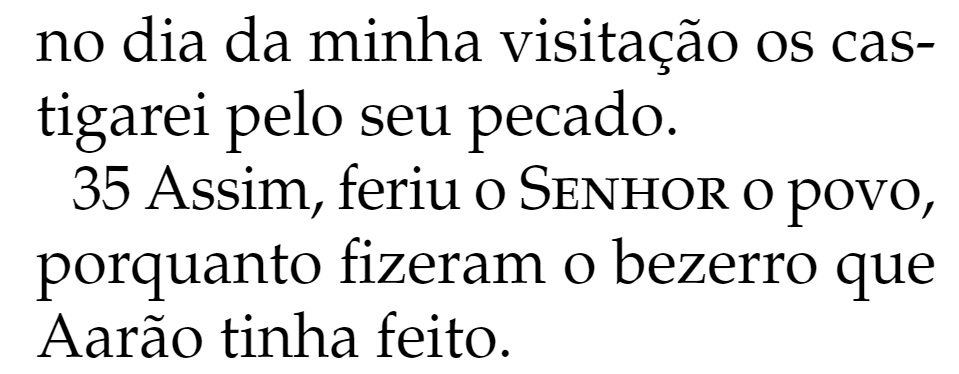 no dia da minha visitação os cas-
tigarei pelo seu pecado.
35 Assim, feriu o SENHOR o povo,
porquanto fizeram o bezerro que
Aarão tinha feito.